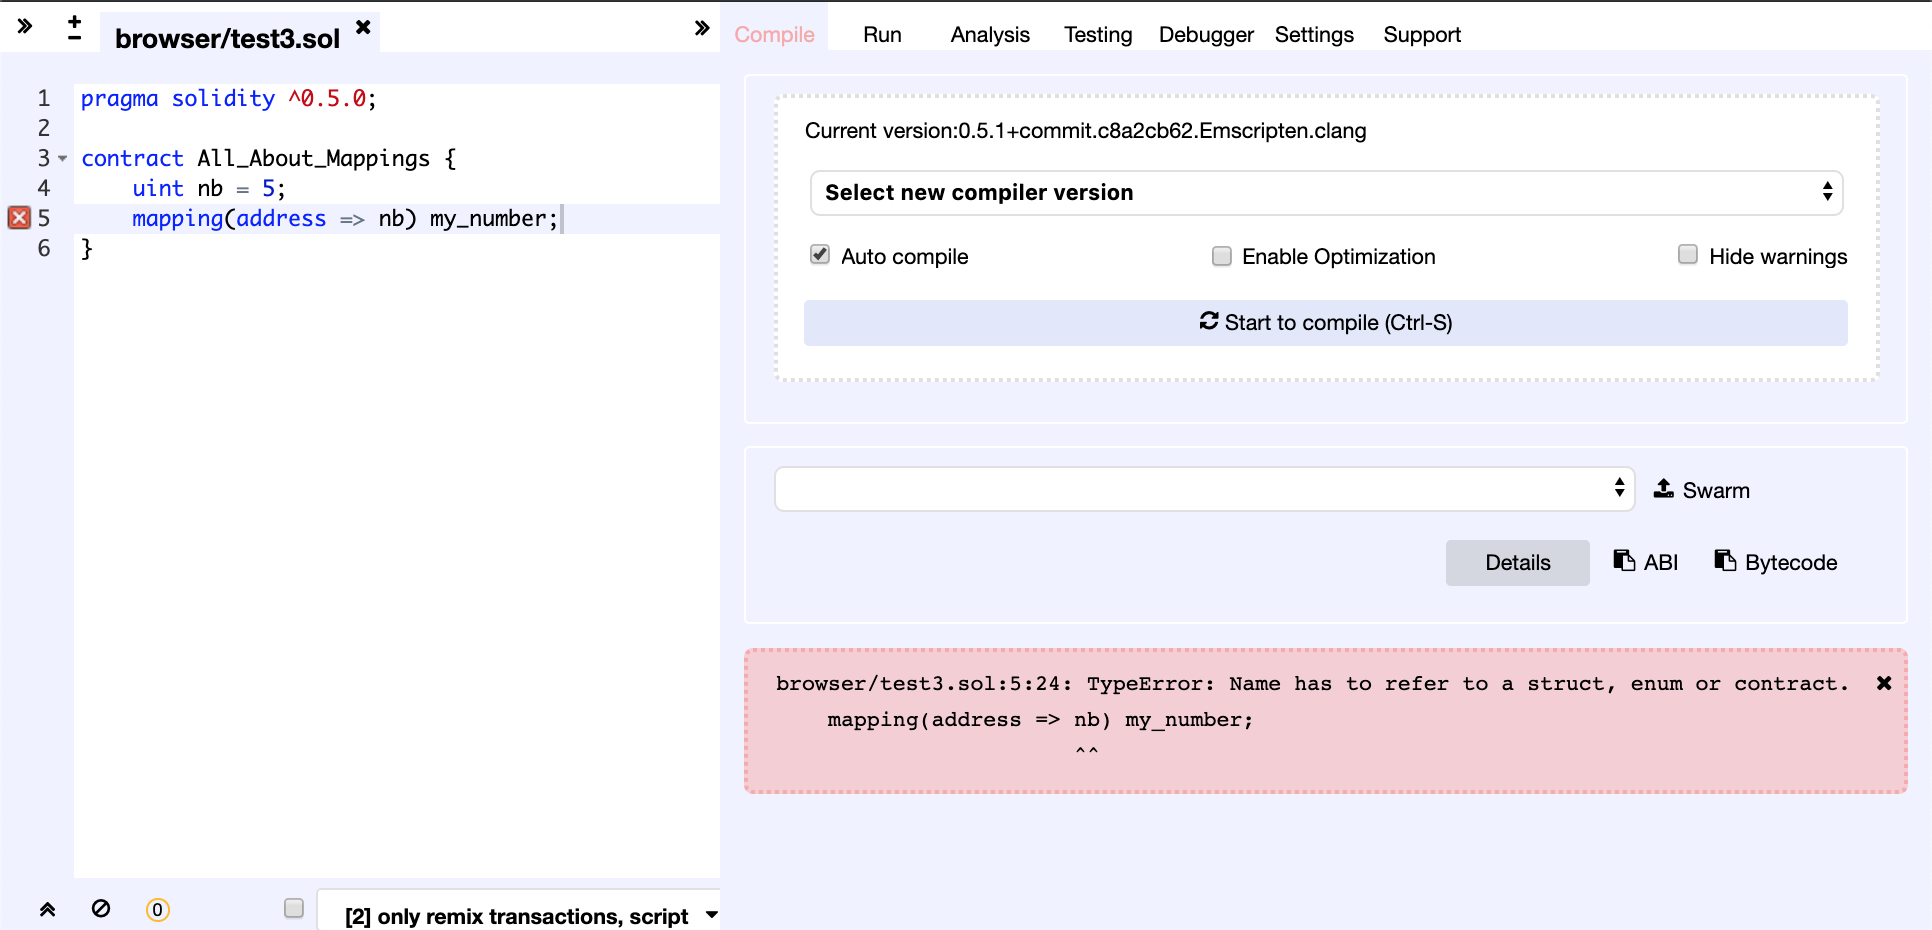 browser/test3.sol
Compile Run Analysis Testing Debugger Settings Support
1 pragma solidity ^0.5.0;
2
3 contract All_About_Mappings {
4     uint nb = 5;
5     mapping(address => nb) my_number;
6 }
Current version:0.5.1+commit.c8a2cb62.Emscripten.clang
Select new compiler version
Auto compile Enable Optimization Hide warnings
Start to compile (Ctrl-S)
Swarm
Details ABI Bytecode
browser/test3.sol:5:24: TypeError: Name has to refer to a struct, enum or contract.
    mapping(address => nb) my_number;
                       ^^
0
[2] only remix transactions, script